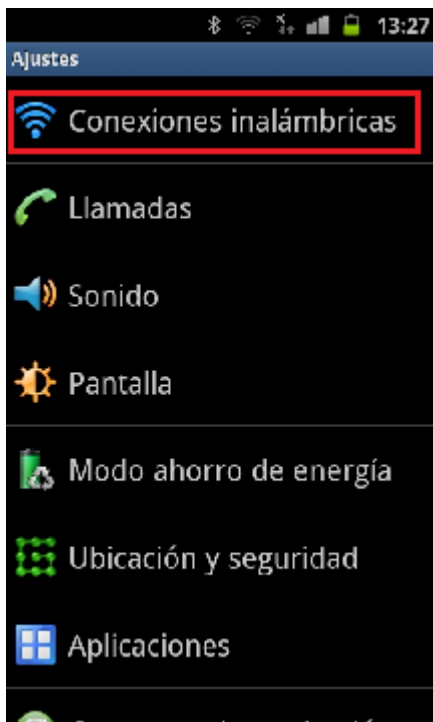 13:27
Ajustes
Conexiones inalámbricas
Llamadas
Sonido
Pantalla
Modo ahorro de energía
Ubicación y seguridad
Aplicaciones